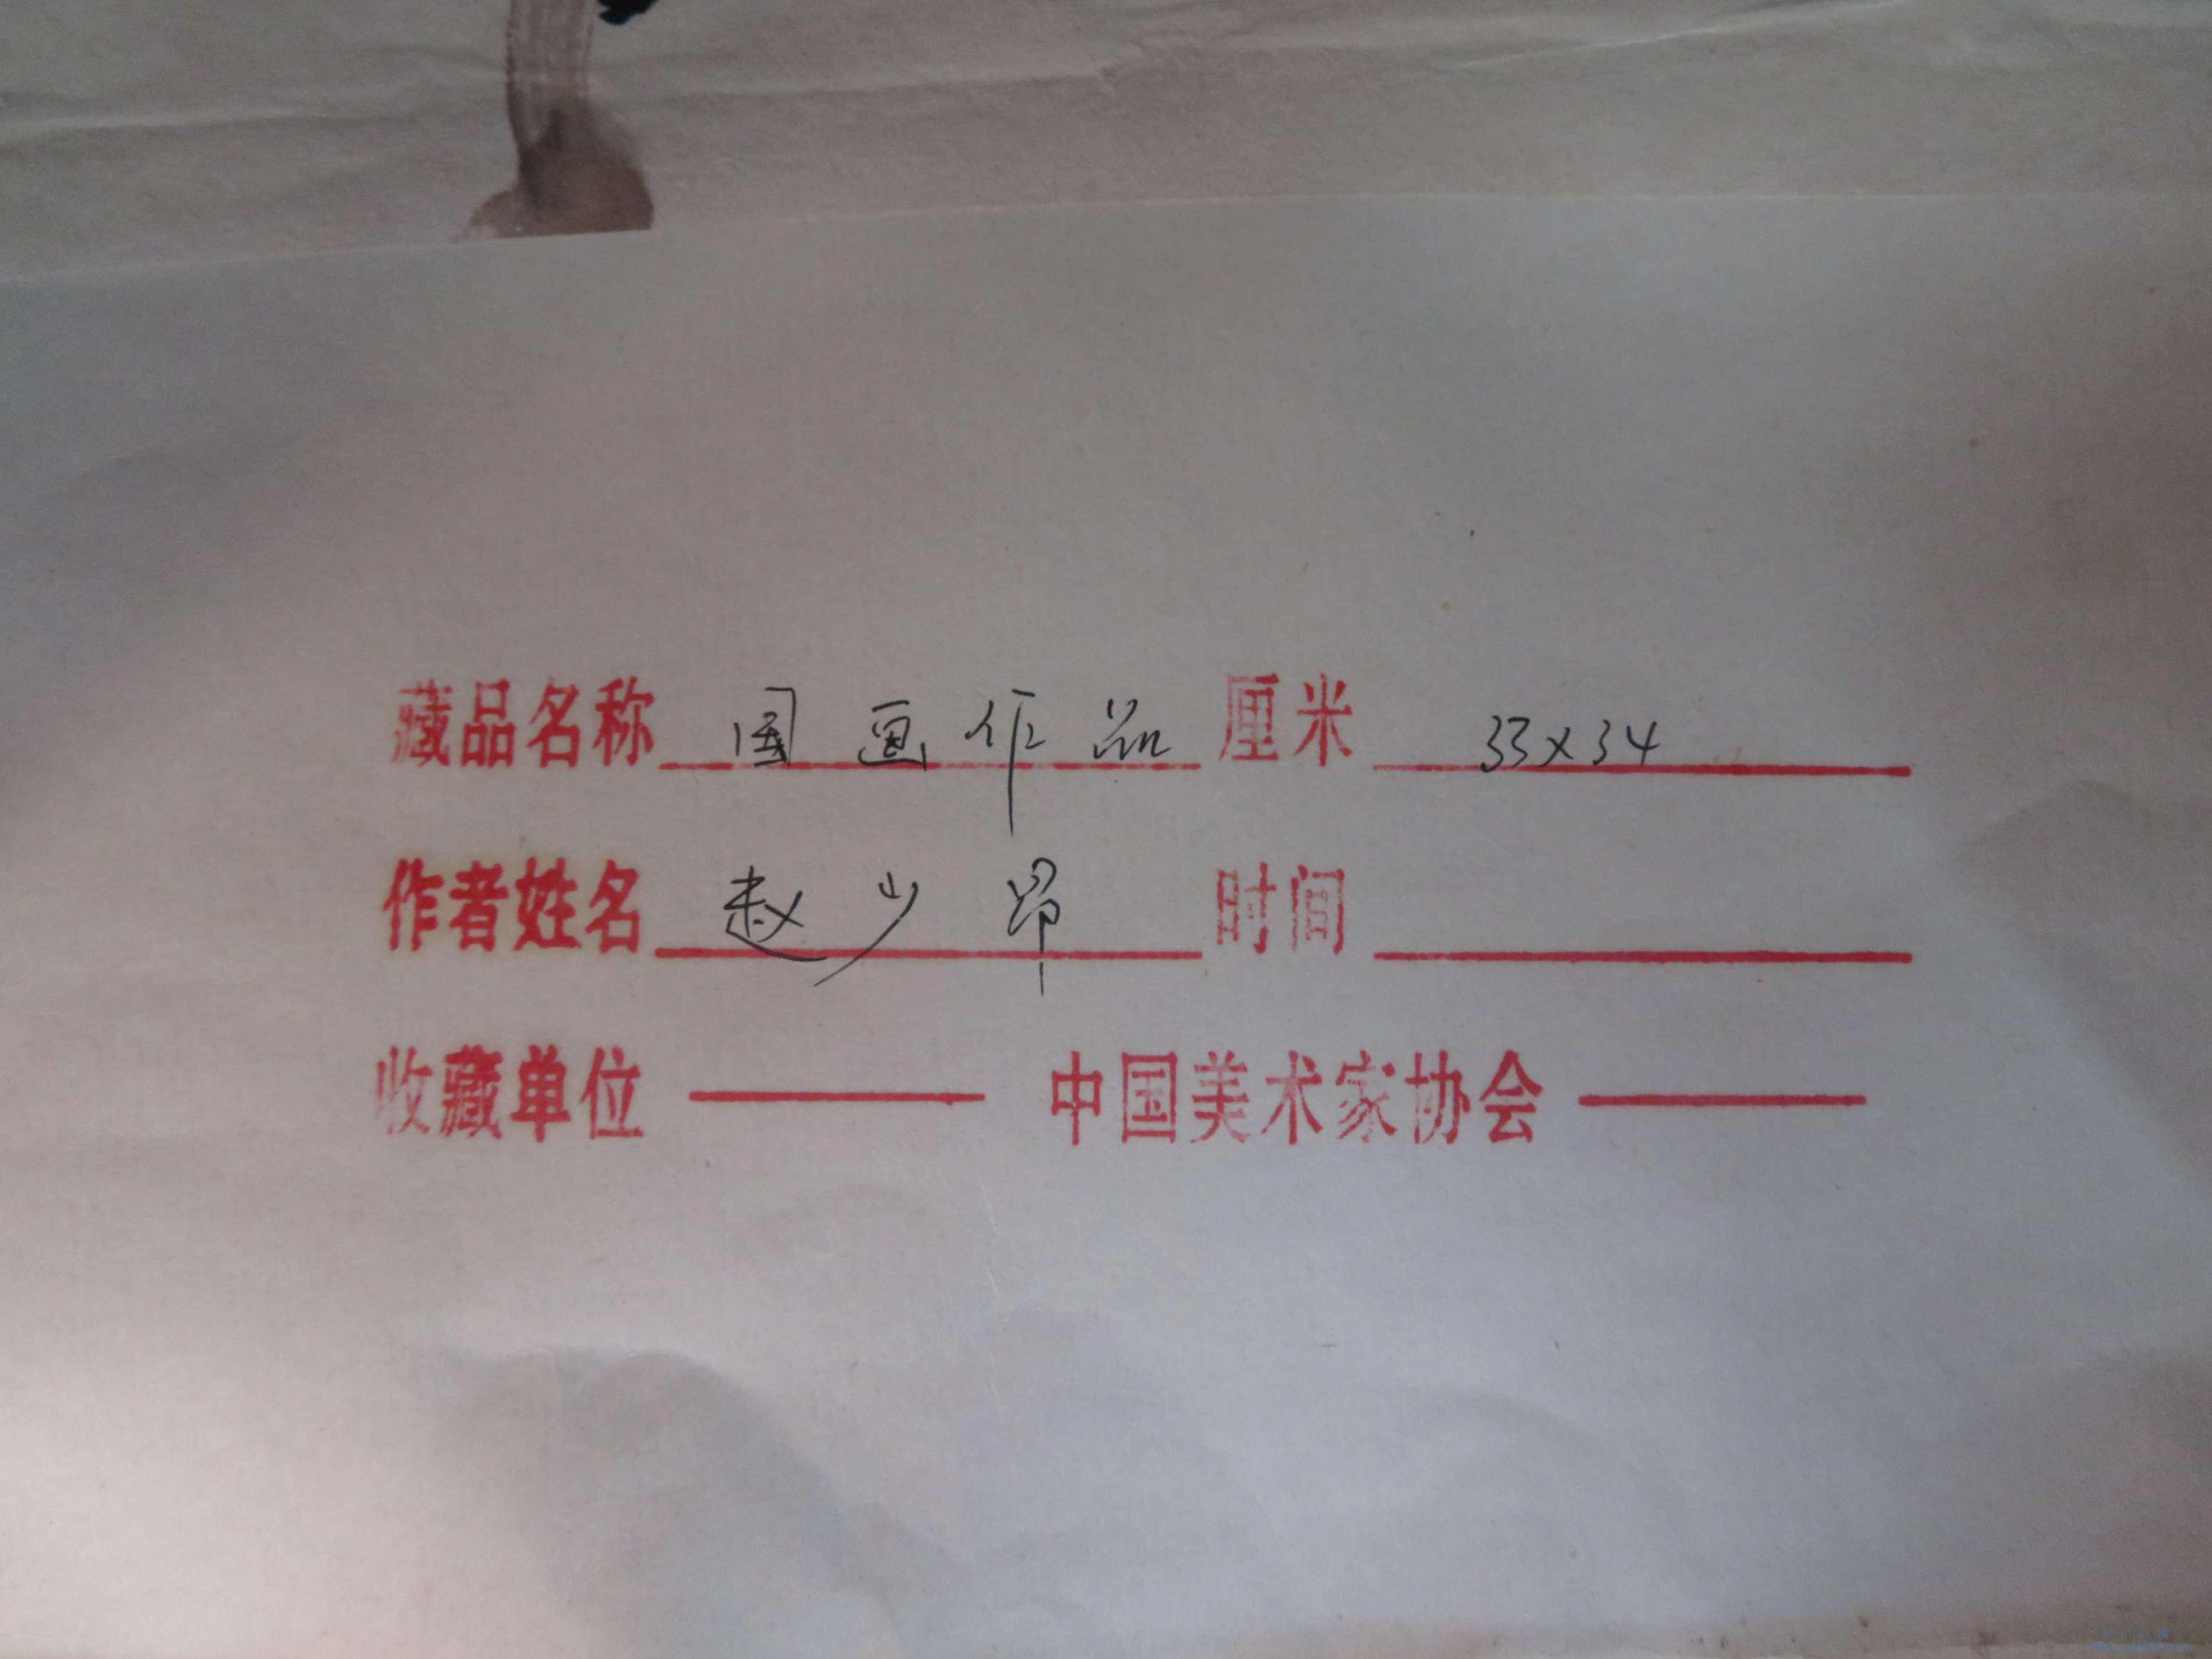 藏品名称 国画作品 厘米 33x34
作者姓名 赵少昂 时间
收藏单位 —— 中国美术家协会 ——